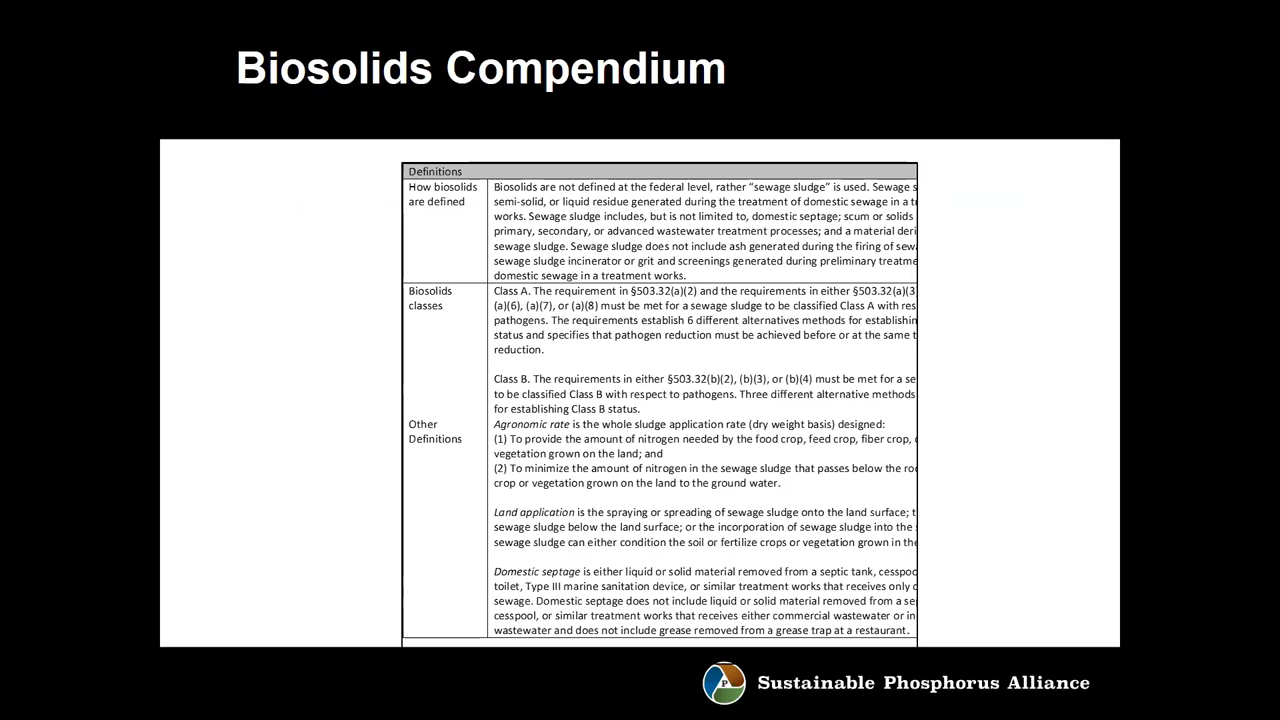 Biosolids Compendium
Definitions
How biosolids
are defined
Biosolids are not defined at the federal level, rather “sewage sludge” is used. Sewage s
semi-solid, or liquid residue generated during the treatment of domestic sewage in a t
works. Sewage sludge includes, but is not limited to, domestic septage; scum or solids
primary, secondary, or advanced wastewater treatment processes; and a material deri
sewage sludge. Sewage sludge does not include ash generated during the firing of sew
sewage sludge incinerator or grit and screenings generated during preliminary treatme
domestic sewage in a treatment works.
Biosolids
classes
Class A. The requirement in §503.32(a)(2) and the requirements in either §503.32(a)(3
(a)(6), (a)(7), or (a)(8) must be met for a sewage sludge to be classified Class A with res
pathogens. The requirements establish 6 different alternatives methods for establishin
status and specifies that pathogen reduction must be achieved before or at the same t
reduction.
Class B. The requirements in either §503.32(b)(2), (b)(3), or (b)(4) must be met for a se
to be classified Class B with respect to pathogens. Three different alternative methods
for establishing Class B status.
Other
Definitions
Agronomic rate is the whole sludge application rate (dry weight basis) designed:
(1) To provide the amount of nitrogen needed by the food crop, feed crop, fiber crop,
vegetation grown on the land; and
(2) To minimize the amount of nitrogen in the sewage sludge that passes below the ro
crop or vegetation grown on the land to the ground water.
Land application is the spraying or spreading of sewage sludge onto the land surface; t
sewage sludge below the land surface; or the incorporation of sewage sludge into the
sewage sludge can either condition the soil or fertilize crops or vegetation grown in the
Domestic septage is either liquid or solid material removed from a septic tank, cesspo
toilet, Type III marine sanitation device, or similar treatment works that receives only
sewage. Domestic septage does not include liquid or solid material removed from a se
cesspool, or similar treatment works that receives either commercial wastewater or in
wastewater and does not include grease removed from a grease trap at a restaurant.
P
Sustainable Phosphorus Alliance